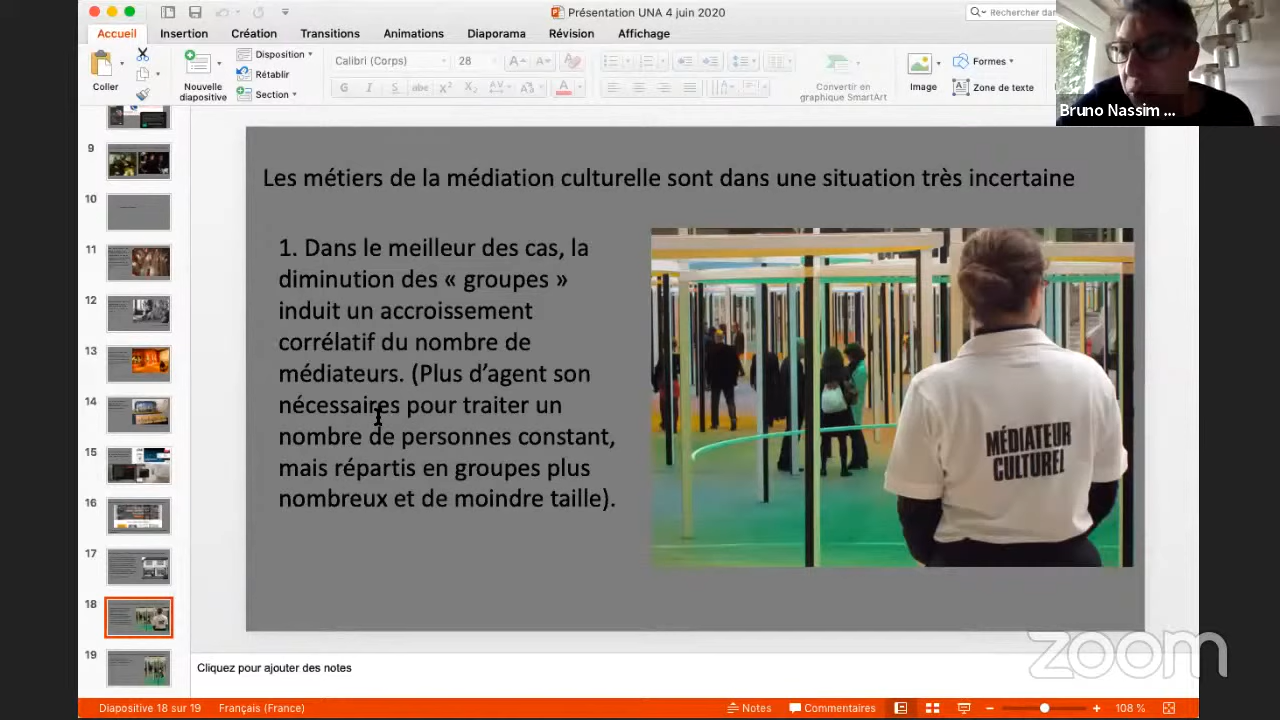 Présentation UNA 4 juin 2020
Rechercher dan
Accueil
Insertion
Création
Transitions
Animations
Diaporama
Révision
Affichage
Coller
Nouvelle
diapositive
Disposition
Rétablir
Section
Calibri (Corps)
28
Convertir en
graphique SmartArt
Image
Formes
Zone de texte
Bruno Nassim ...
9
10
11
12
13
14
15
16
17
18
19
Les métiers de la médiation culturelle sont dans une situation très incertaine
1. Dans le meilleur des cas, la
diminution des « groupes »
induit un accroissement
corrélatif du nombre de
médiateurs. (Plus d’agent son
nécessaires pour traiter un
nombre de personnes constant,
mais répartis en groupes plus
nombreux et de moindre taille).
MÉDIATEUR
CULTUREL
zoom
Cliquez pour ajouter des notes
Diapositive 18 sur 19
Français (France)
Notes
Commentaires
108 %